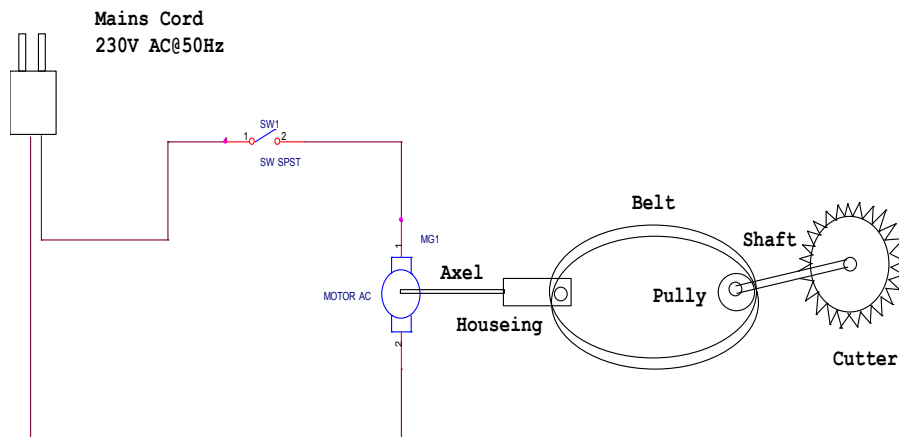 Mains Cord
230V AC@50Hz
SW1
1 2
SW SPST
Belt
Shaft
1
MG1
Axel
MOTOR AC
Pully
Houseing
2
Cutter